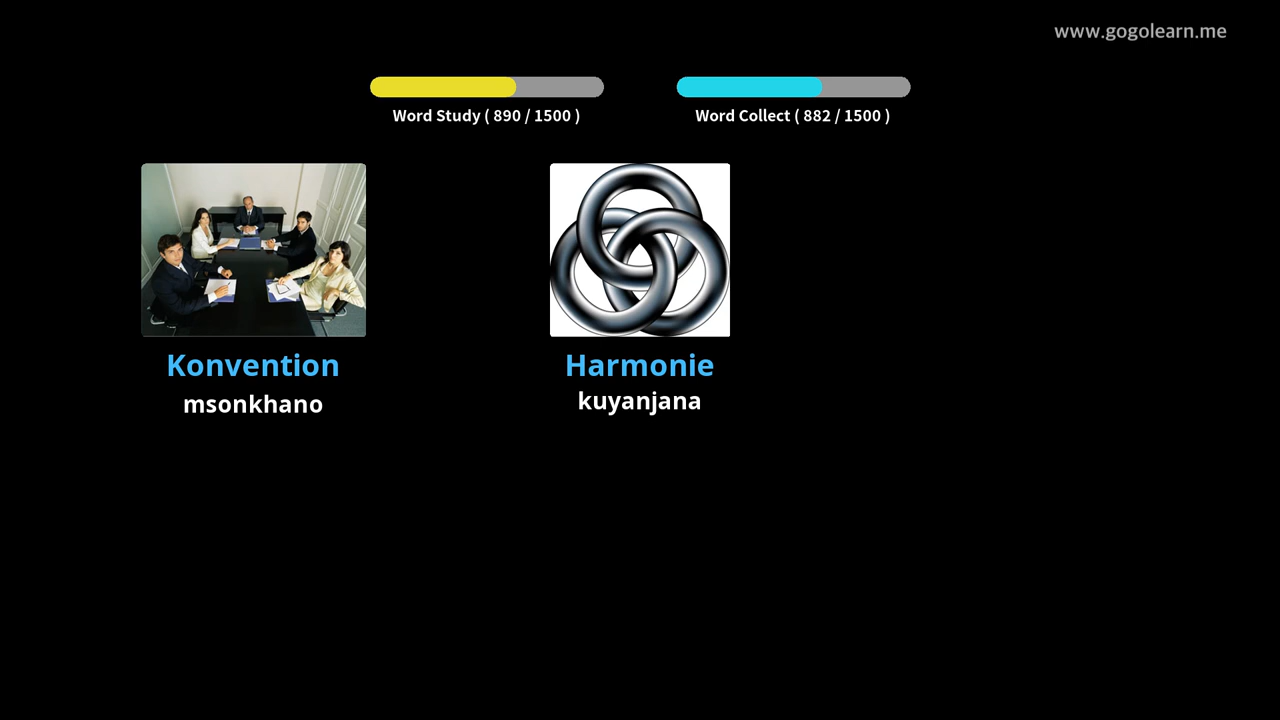 www.gogolearn.me
Word Study ( 890 / 1500 )
Word Collect ( 882 / 1500 )
Konvention
msonkhano
Harmonie
kuyanjana